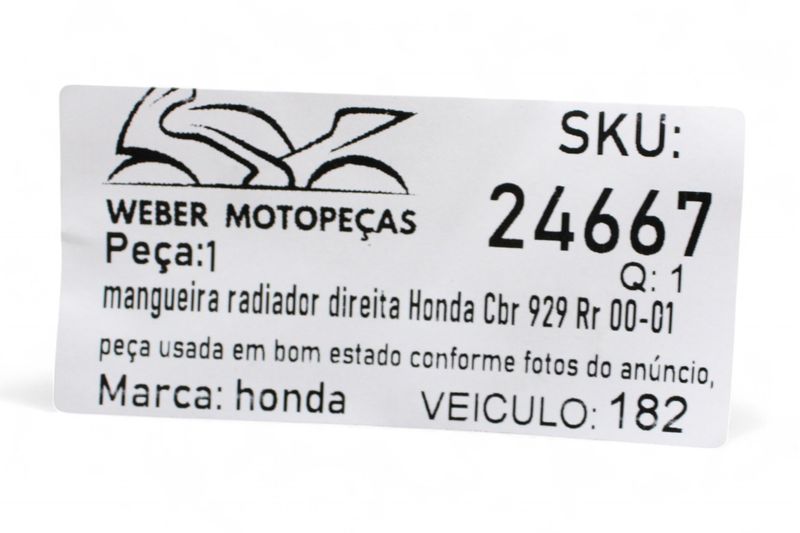 WEBER MOTOPEÇAS
SKU:
24667
Peça:1
Q: 1
mangueira radiador direita Honda Cbr 929 Rr 00-01
peça usada em bom estado conforme fotos do anúncio,
Marca: honda
VEICULO: 182